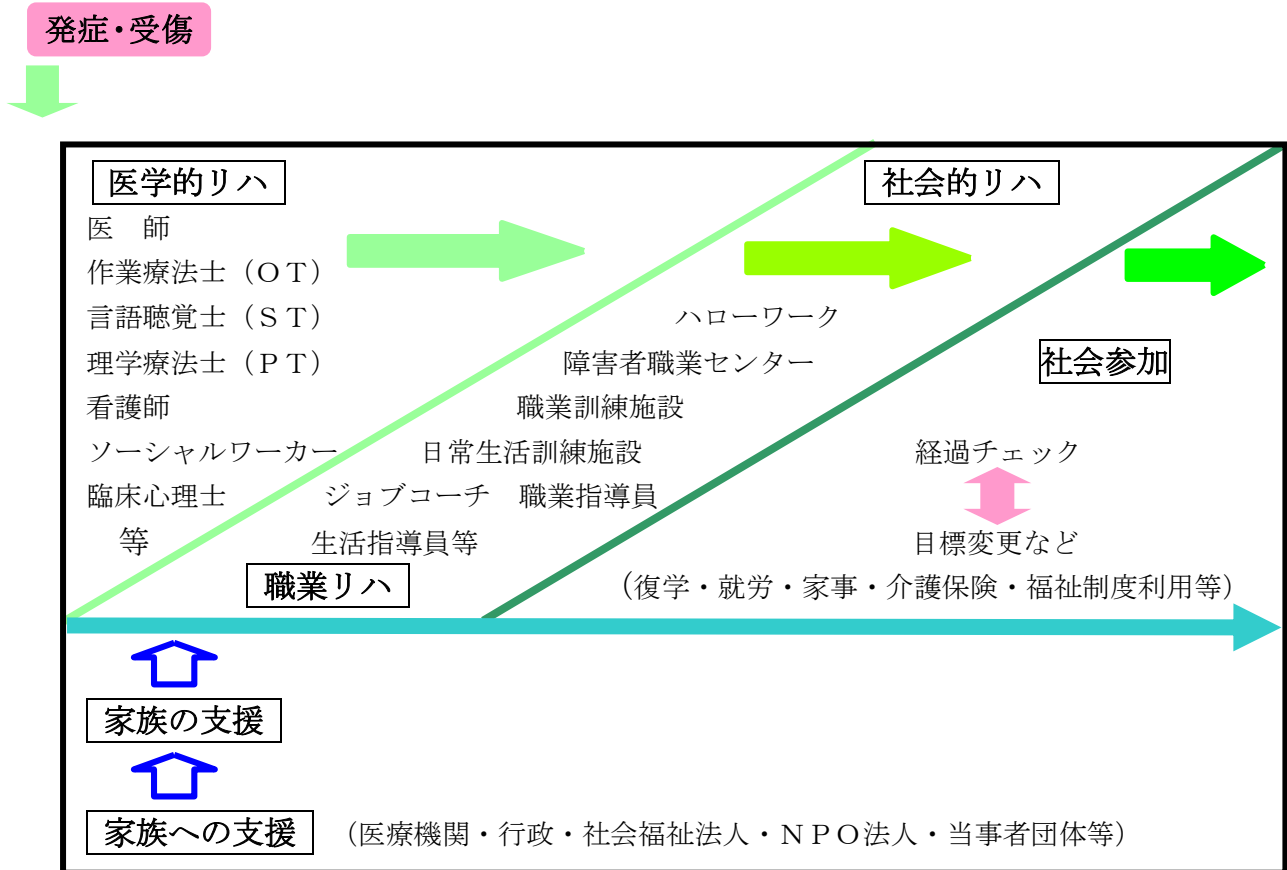 発症・受傷
医学的リハ
社会的リハ
医　師
作業療法士（ＯＴ）
言語聴覚士（ＳＴ）
ハローワーク
理学療法士（ＰＴ）
障害者職業センター
社会参加
看護師
職業訓練施設
ソーシャルワーカー
日常生活訓練施設
経過チェック
臨床心理士
ジョブコーチ　職業指導員
等
生活指導員等
目標変更など
職業リハ
（復学・就労・家事・介護保険・福祉制度利用等）
家族の支援
家族への支援
（医療機関・行政・社会福祉法人・ＮＰＯ法人・当事者団体等）